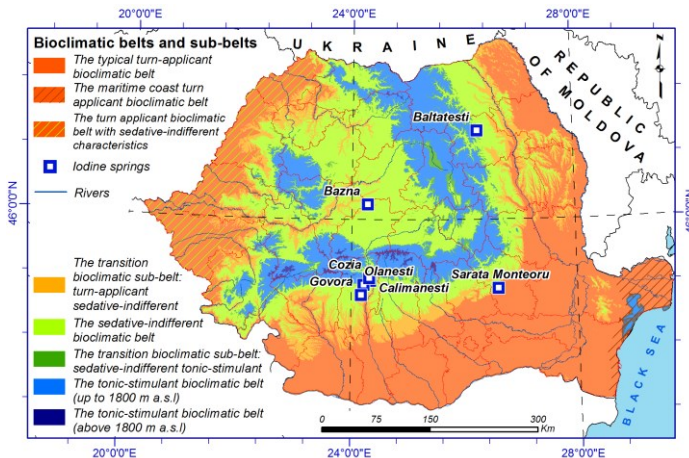 20°0'0"E 24°0'0"E 28°0'0"E
Bioclimatic belts and sub-belts
The typical turn-applicant
bioclimatic belt
The maritime coast turn
applicant bioclimatic belt
The turn applicant bioclimatic
belt with sedative-indifferent
characteristics
Iodine springs
Rivers
UKRAINE
REPUBLIC
OF MOLDOVA
N
Baltatesti
Bazna
46°0'0"N
46°0'0"N
Cozia
Olanesti
Govora
Calimanesti
Sarata Monteoru
The transition
bioclimatic sub-belt:
turn-applicant
sedative-indifferent
The sedative-indifferent
bioclimatic belt
The transition bioclimatic sub-belt:
sedative-indifferent tonic-stimulant
The tonic-stimulant bioclimatic belt
(up to 1800 m a.s.l)
The tonic-stimulant bioclimatic belt
(above 1800 m a.s.l)
BLACK SEA
0 75 150 300
Km
20°0'0"E 24°0'0"E 28°0'0"E